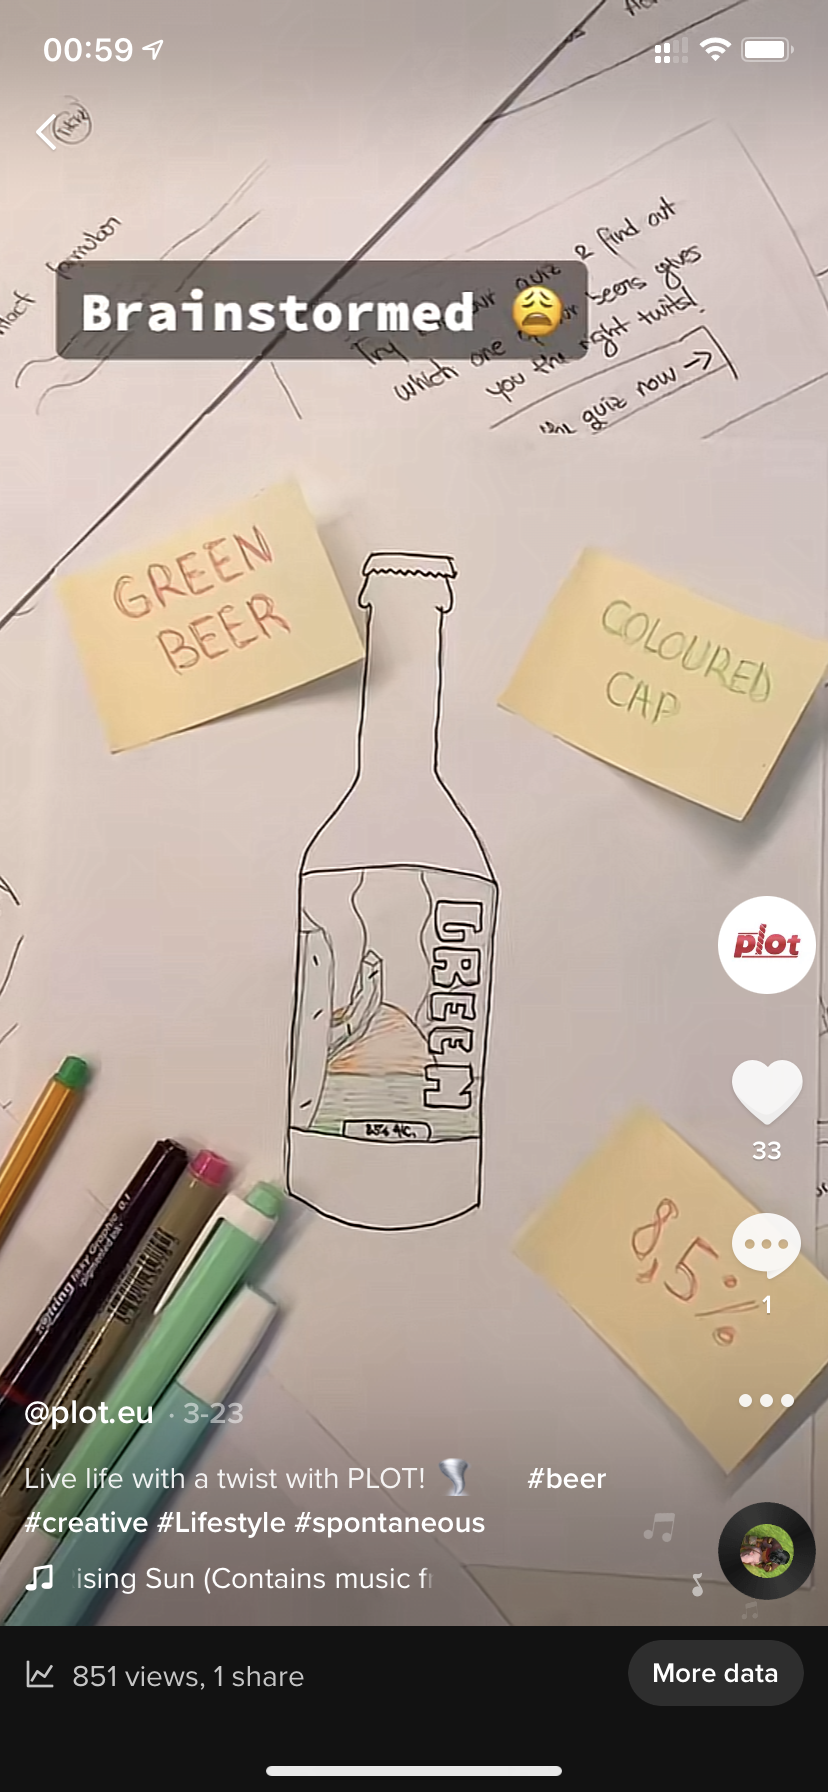 00:59
New
Brainstormed 😩
Try our quiz & find out
which one of our beers gives
you the right twist!
quiz now →
GREEN
BEER
COLOURED
CAP
GREEN
8.5% alc.
plot
33
8,5%
1
@plot.eu · 3-23
Live life with a twist with PLOT! 🌪 #beer
#creative #Lifestyle #spontaneous
ising Sun (Contains music fr
851 views, 1 share
More data